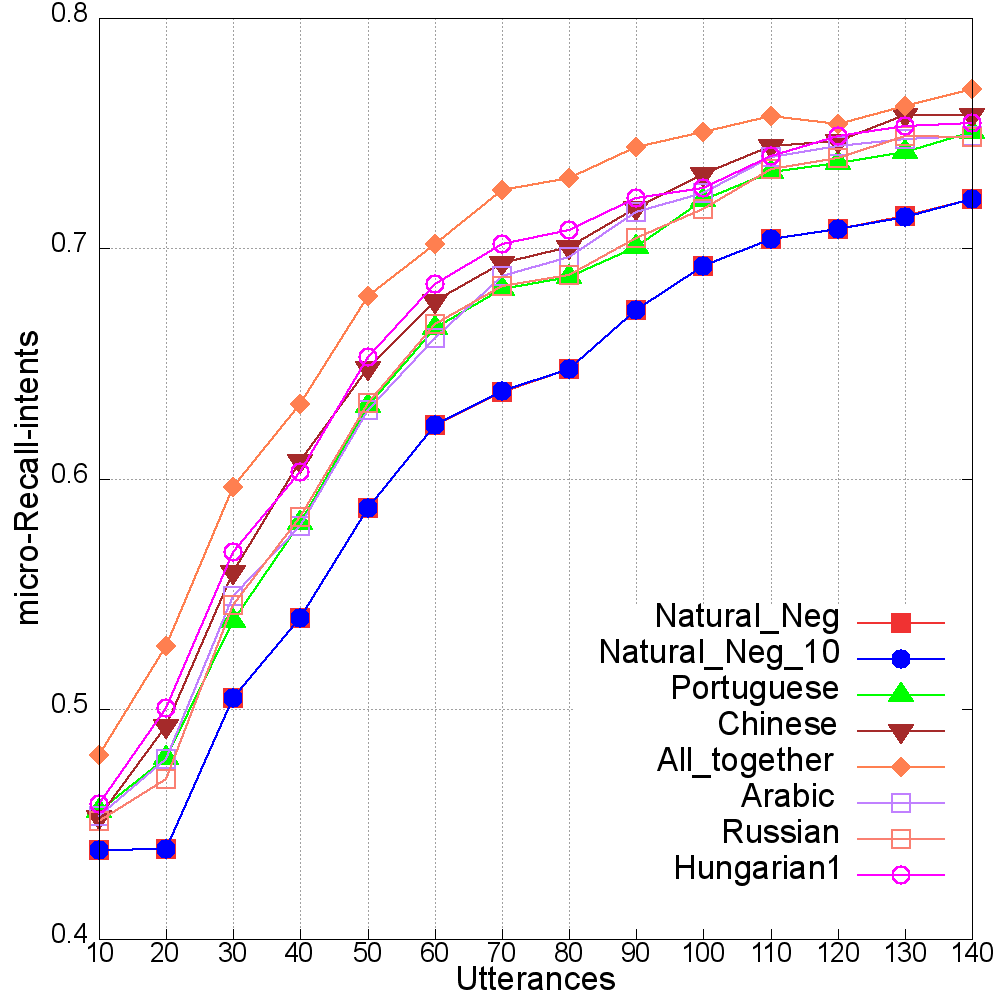 0.8
0.7
0.6
0.5
0.4
micro-Recall-intents
Natural_Neg
Natural_Neg_10
Portuguese
Chinese
All_together
Arabic
Russian
Hungarian1
10 20 30 40 50 60 70 80 90 100 110 120 130 140
Utterances